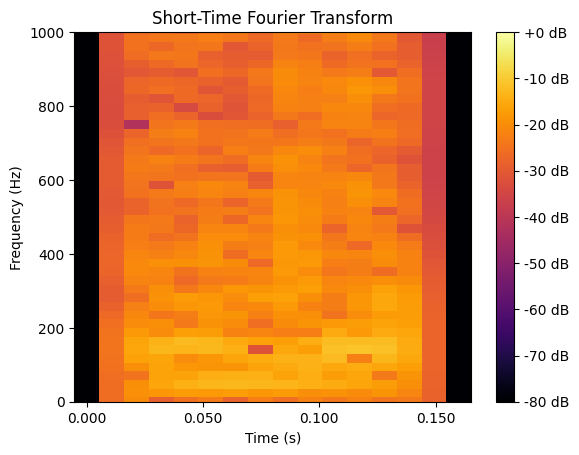 Short-Time Fourier Transform
Frequency (Hz)
1000
800
600
400
200
0
0.000
0.050
0.100
0.150
Time (s)
+0 dB
-10 dB
-20 dB
-30 dB
-40 dB
-50 dB
-60 dB
-70 dB
-80 dB